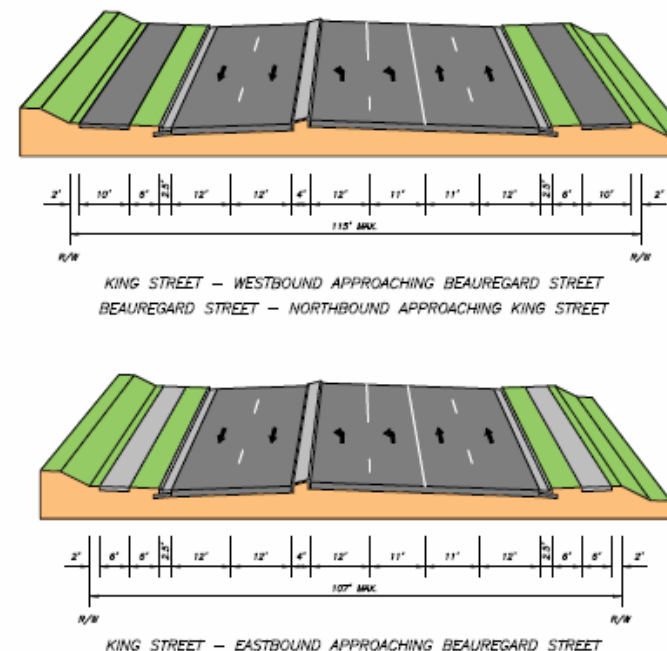 2' 10' 6' 2.5' 12' 12' 4' 12' 11' 11' 12' 2.5' 6' 10' 2'
115' MAX.
R/W R/W
KING STREET – WESTBOUND APPROACHING BEAUREGARD STREET
BEAUREGARD STREET – NORTHBOUND APPROACHING KING STREET
2' 6' 6' 2.5' 12' 12' 4' 12' 11' 11' 12' 2.5' 6' 6' 2'
107' MAX.
R/W R/W
KING STREET – EASTBOUND APPROACHING BEAUREGARD STREET